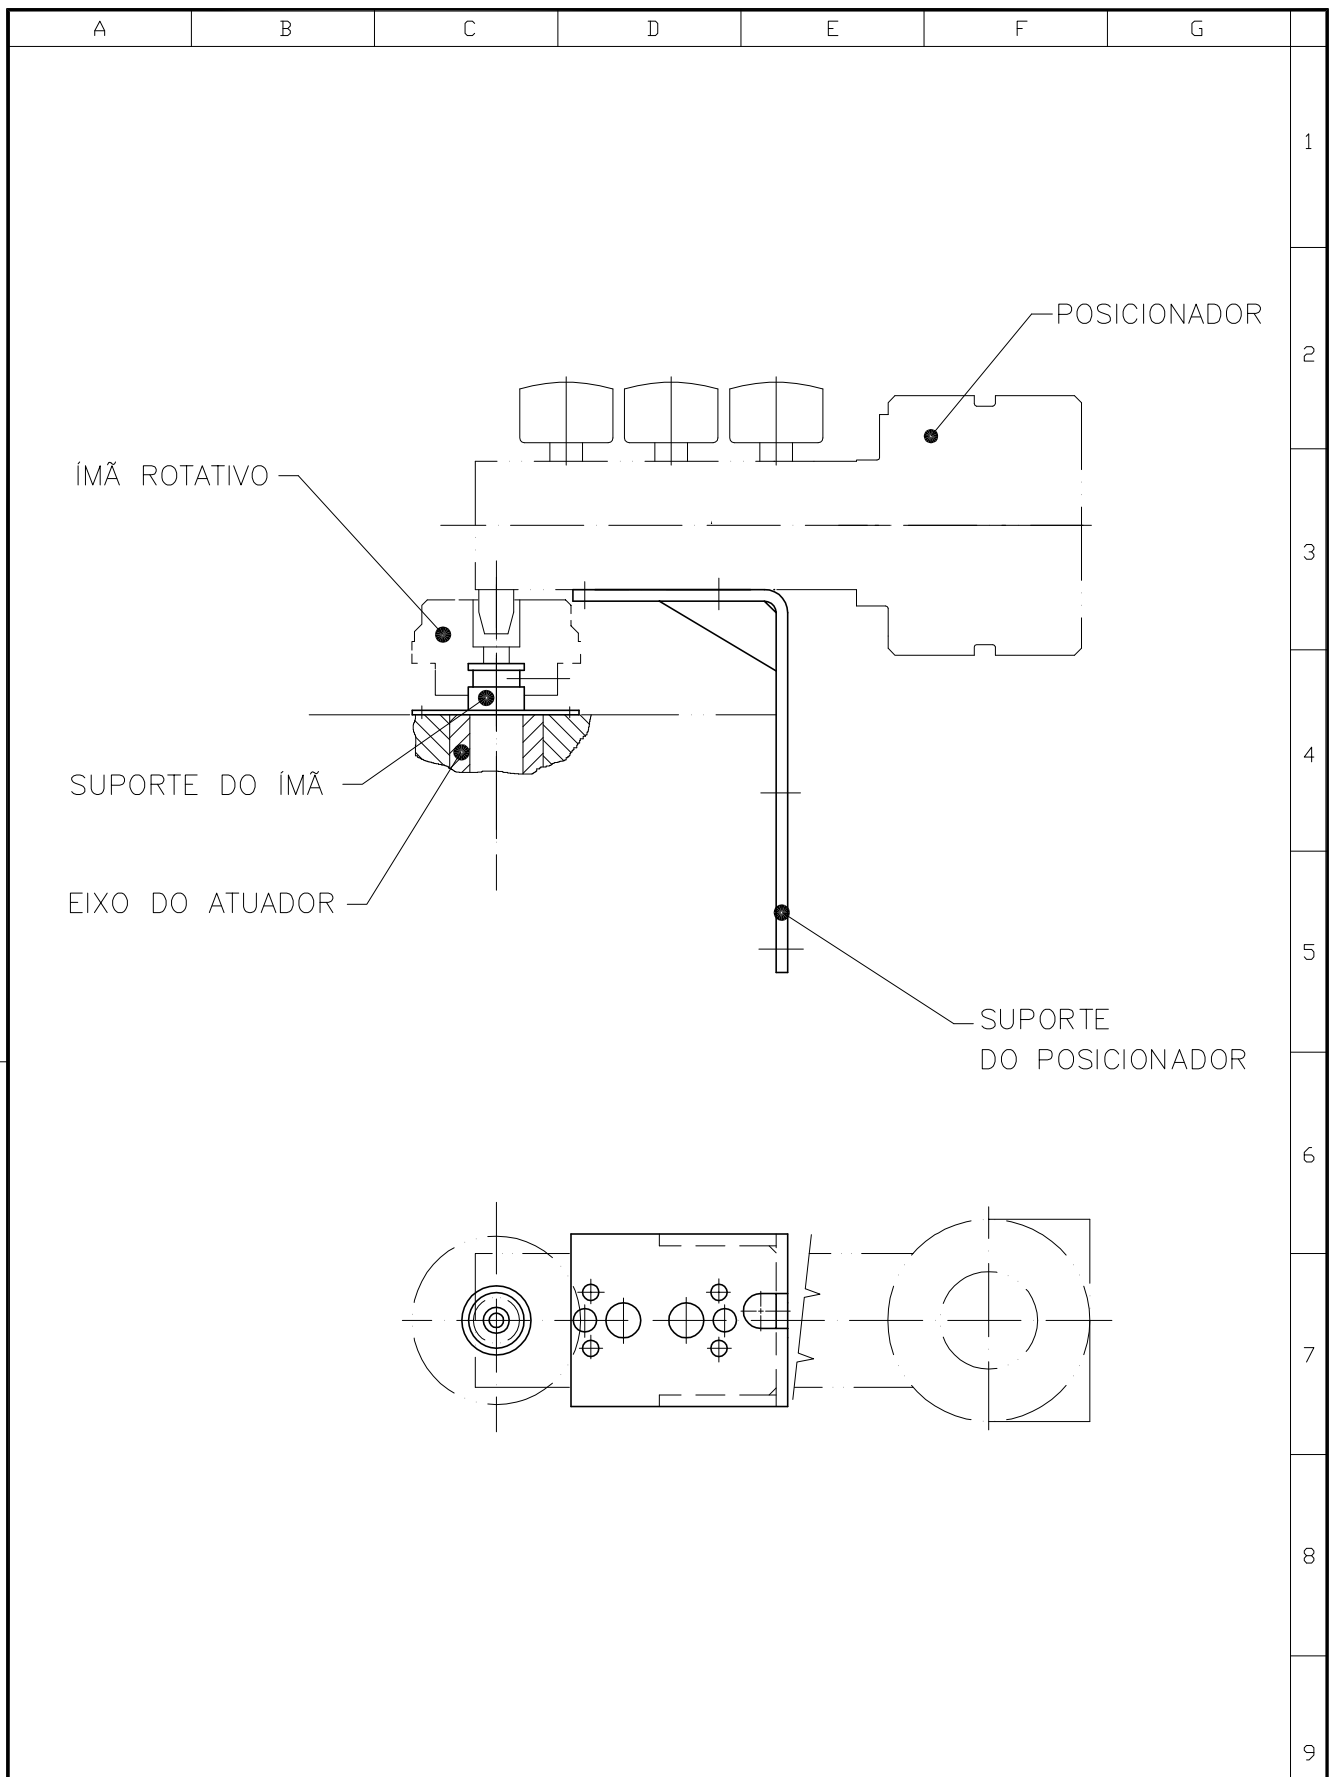 A B C D E F G
1
POSICIONADOR
2
ÍMÃ ROTATIVO
3
4
SUPORTE DO ÍMÃ
EIXO DO ATUADOR
5
SUPORTE
DO POSICIONADOR
6
7
8
9